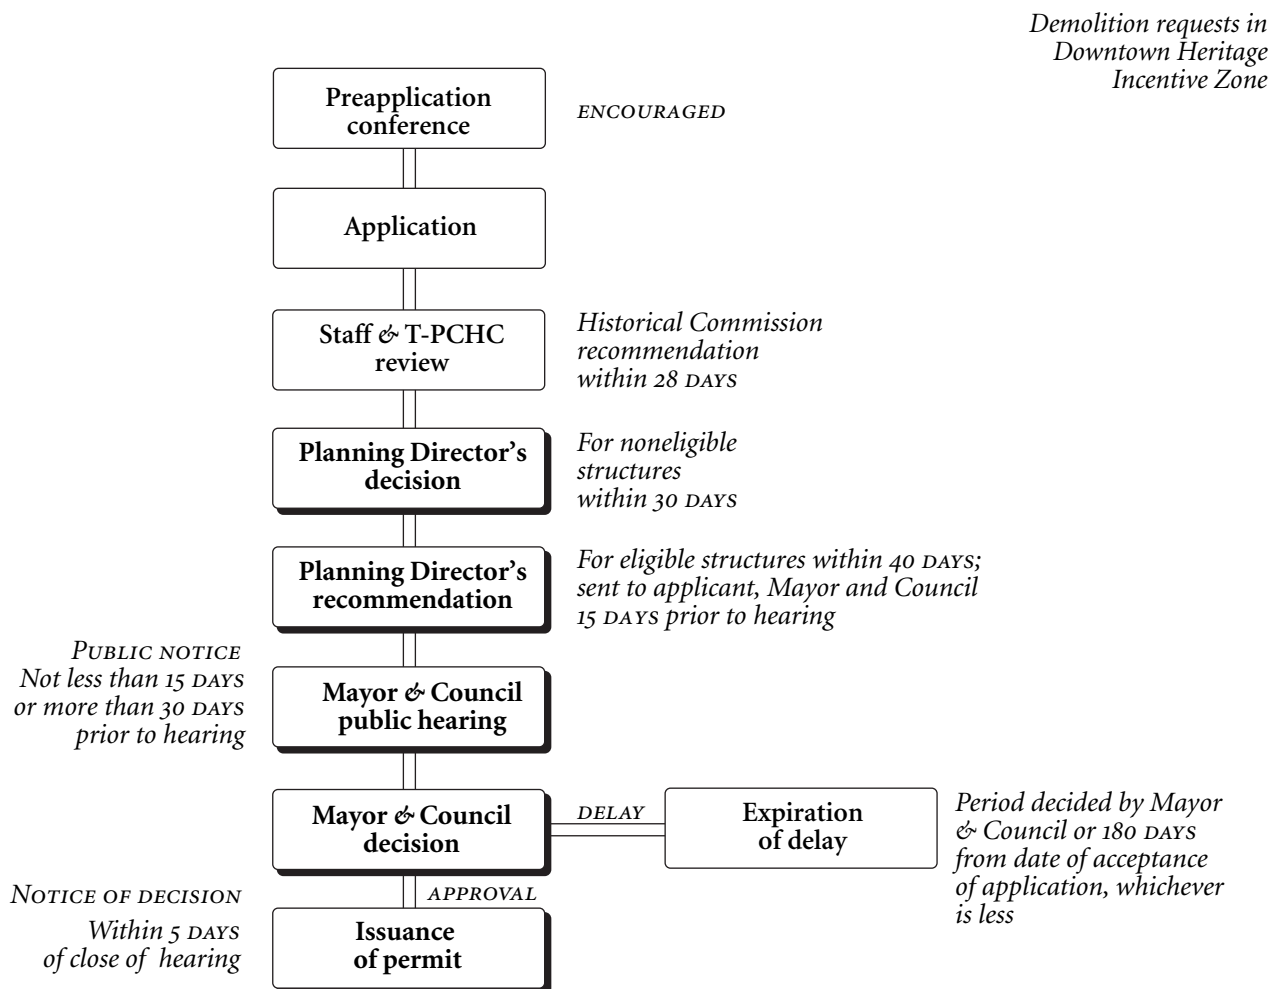 Demolition requests in
Downtown Heritage
Incentive Zone
Preapplication
conference
ENCOURAGED
Application
Staff & T-PCHC
review
Historical Commission
recommendation
within 28 DAYS
Planning Director’s
decision
For noneligible
structures
within 30 DAYS
Planning Director’s
recommendation
For eligible structures within 40 DAYS;
sent to applicant, Mayor and Council
15 DAYS prior to hearing
PUBLIC NOTICE
Not less than 15 DAYS
or more than 30 DAYS
prior to hearing
Mayor & Council
public hearing
Mayor & Council
decision
DELAY
Expiration
of delay
Period decided by Mayor
& Council or 180 DAYS
from date of acceptance
of application, whichever
is less
NOTICE OF DECISION
Within 5 DAYS
of close of hearing
APPROVAL
Issuance
of permit